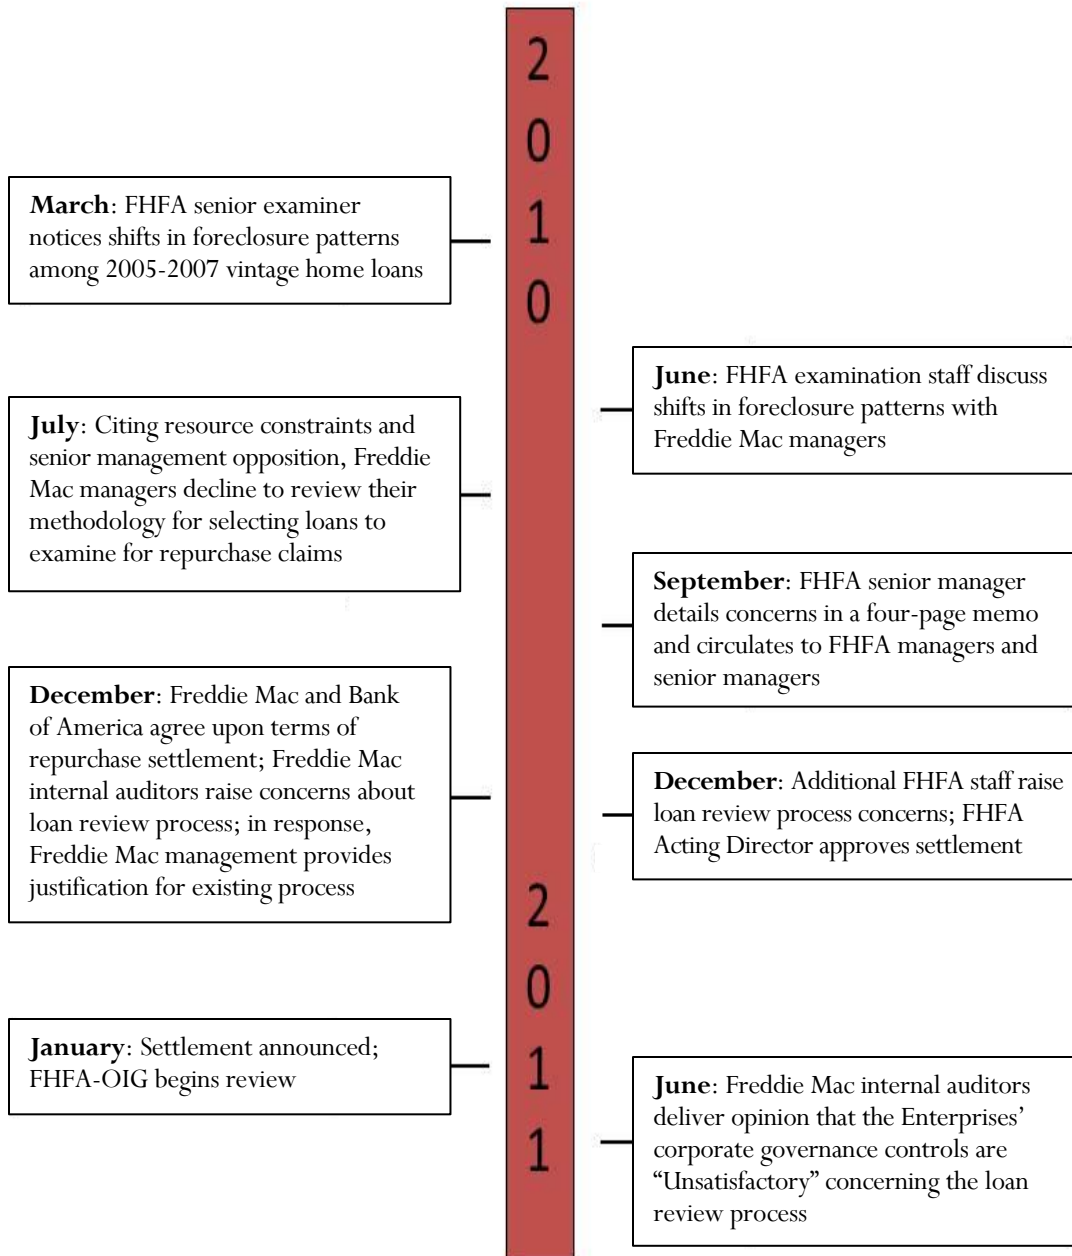 2
0
1
0
March: FHFA senior examiner
notices shifts in foreclosure patterns
among 2005-2007 vintage home loans
June: FHFA examination staff discuss
shifts in foreclosure patterns with
Freddie Mac managers
July: Citing resource constraints and
senior management opposition, Freddie
Mac managers decline to review their
methodology for selecting loans to
examine for repurchase claims
September: FHFA senior manager
details concerns in a four-page memo
and circulates to FHFA managers and
senior managers
December: Freddie Mac and Bank
of America agree upon terms of
repurchase settlement; Freddie Mac
internal auditors raise concerns about
loan review process; in response,
Freddie Mac management provides
justification for existing process
December: Additional FHFA staff raise
loan review process concerns; FHFA
Acting Director approves settlement
2
0
1
1
January: Settlement announced;
FHFA-OIG begins review
June: Freddie Mac internal auditors
deliver opinion that the Enterprises’
corporate governance controls are
“Unsatisfactory” concerning the loan
review process